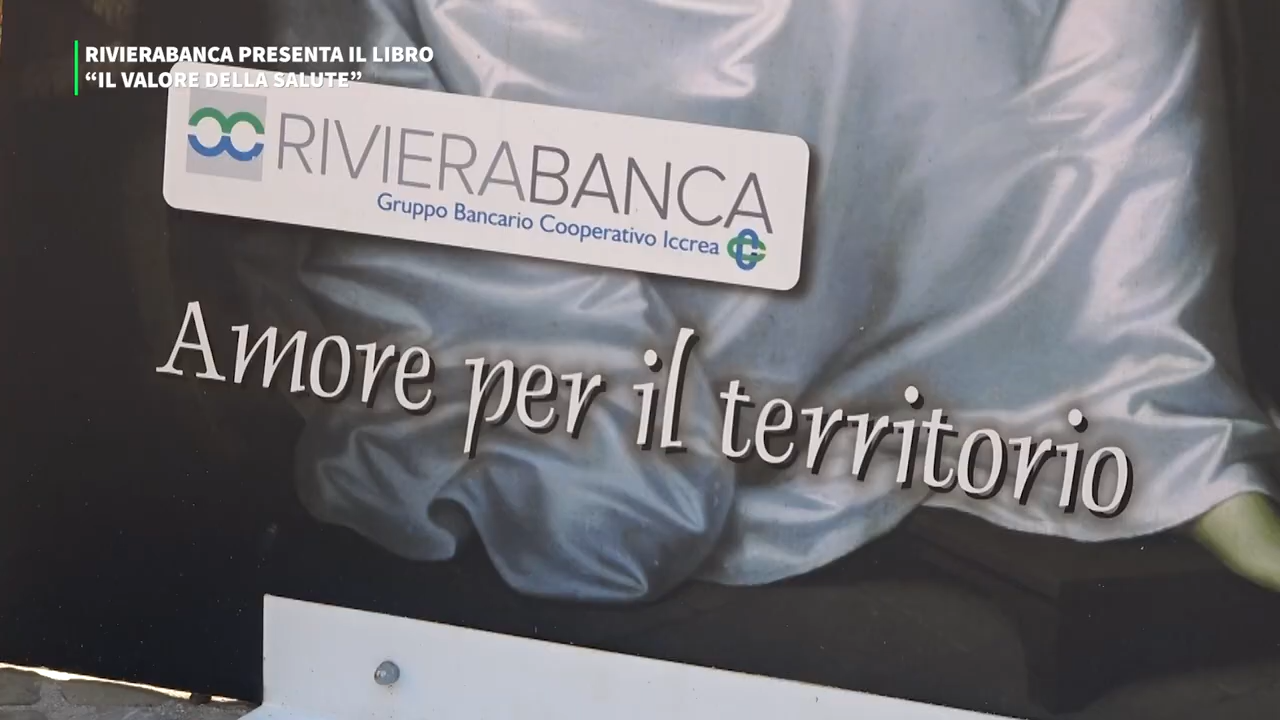 RIVIERABANCA PRESENTA IL LIBRO
“IL VALORE DELLA SALUTE”
RIVIERABANCA
Gruppo Bancario Cooperativo Iccrea
Amore per il territorio